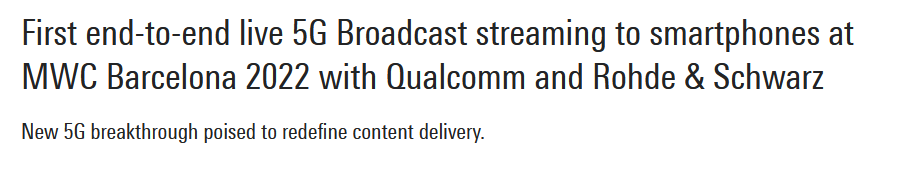 First end-to-end live 5G Broadcast streaming to smartphones at
MWC Barcelona 2022 with Qualcomm and Rohde & Schwarz
New 5G breakthrough poised to redefine content delivery.